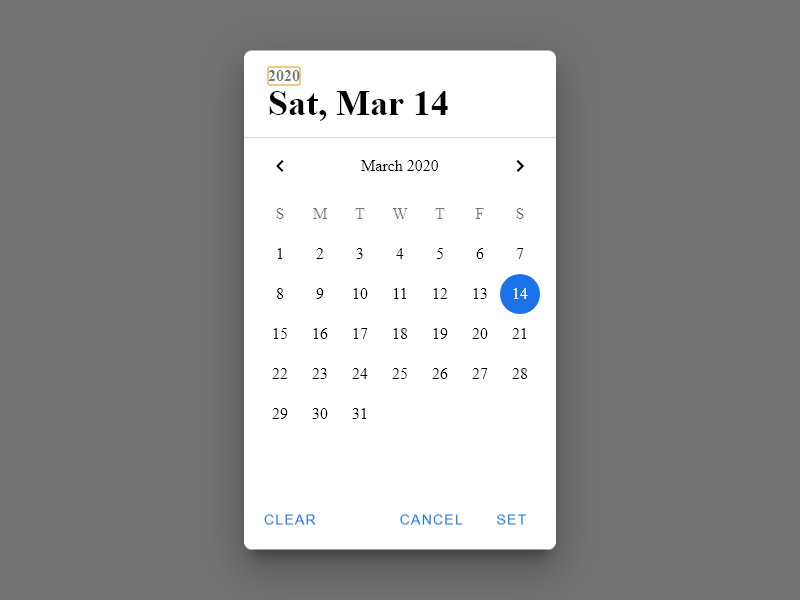 2020
Sat, Mar 14
March 2020
S M T W T F S
1 2 3 4 5 6 7
8 9 10 11 12 13 14
15 16 17 18 19 20 21
22 23 24 25 26 27 28
29 30 31
CLEAR CANCEL SET